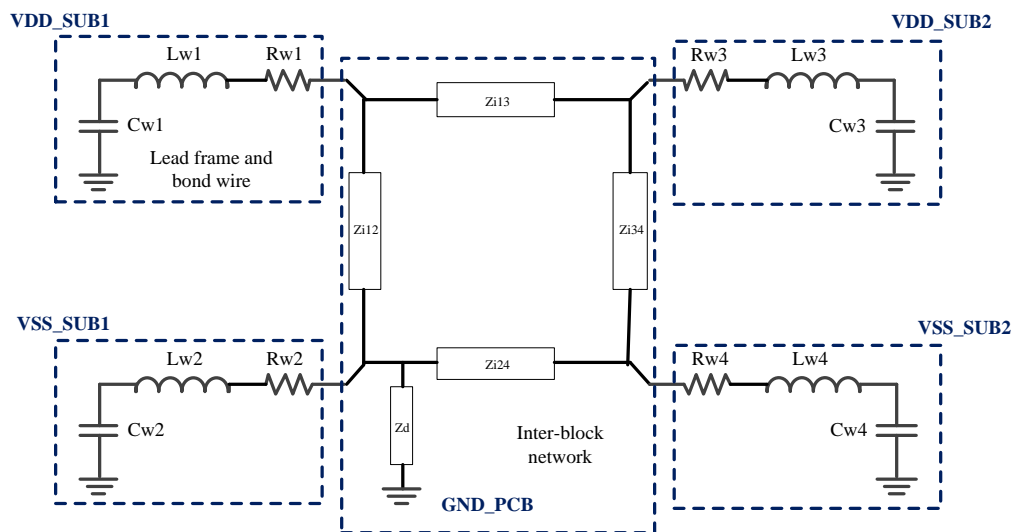 VDD_SUB1
VDD_SUB2
Lw1
Rw1
Rw3
Lw3
Zi13
Cw1
Cw3
Lead frame and
bond wire
Zi12
Zi34
VSS_SUB1
VSS_SUB2
Lw2
Rw2
Zi24
Rw4
Lw4
Cw2
Zd
Cw4
Inter-block
network
GND_PCB